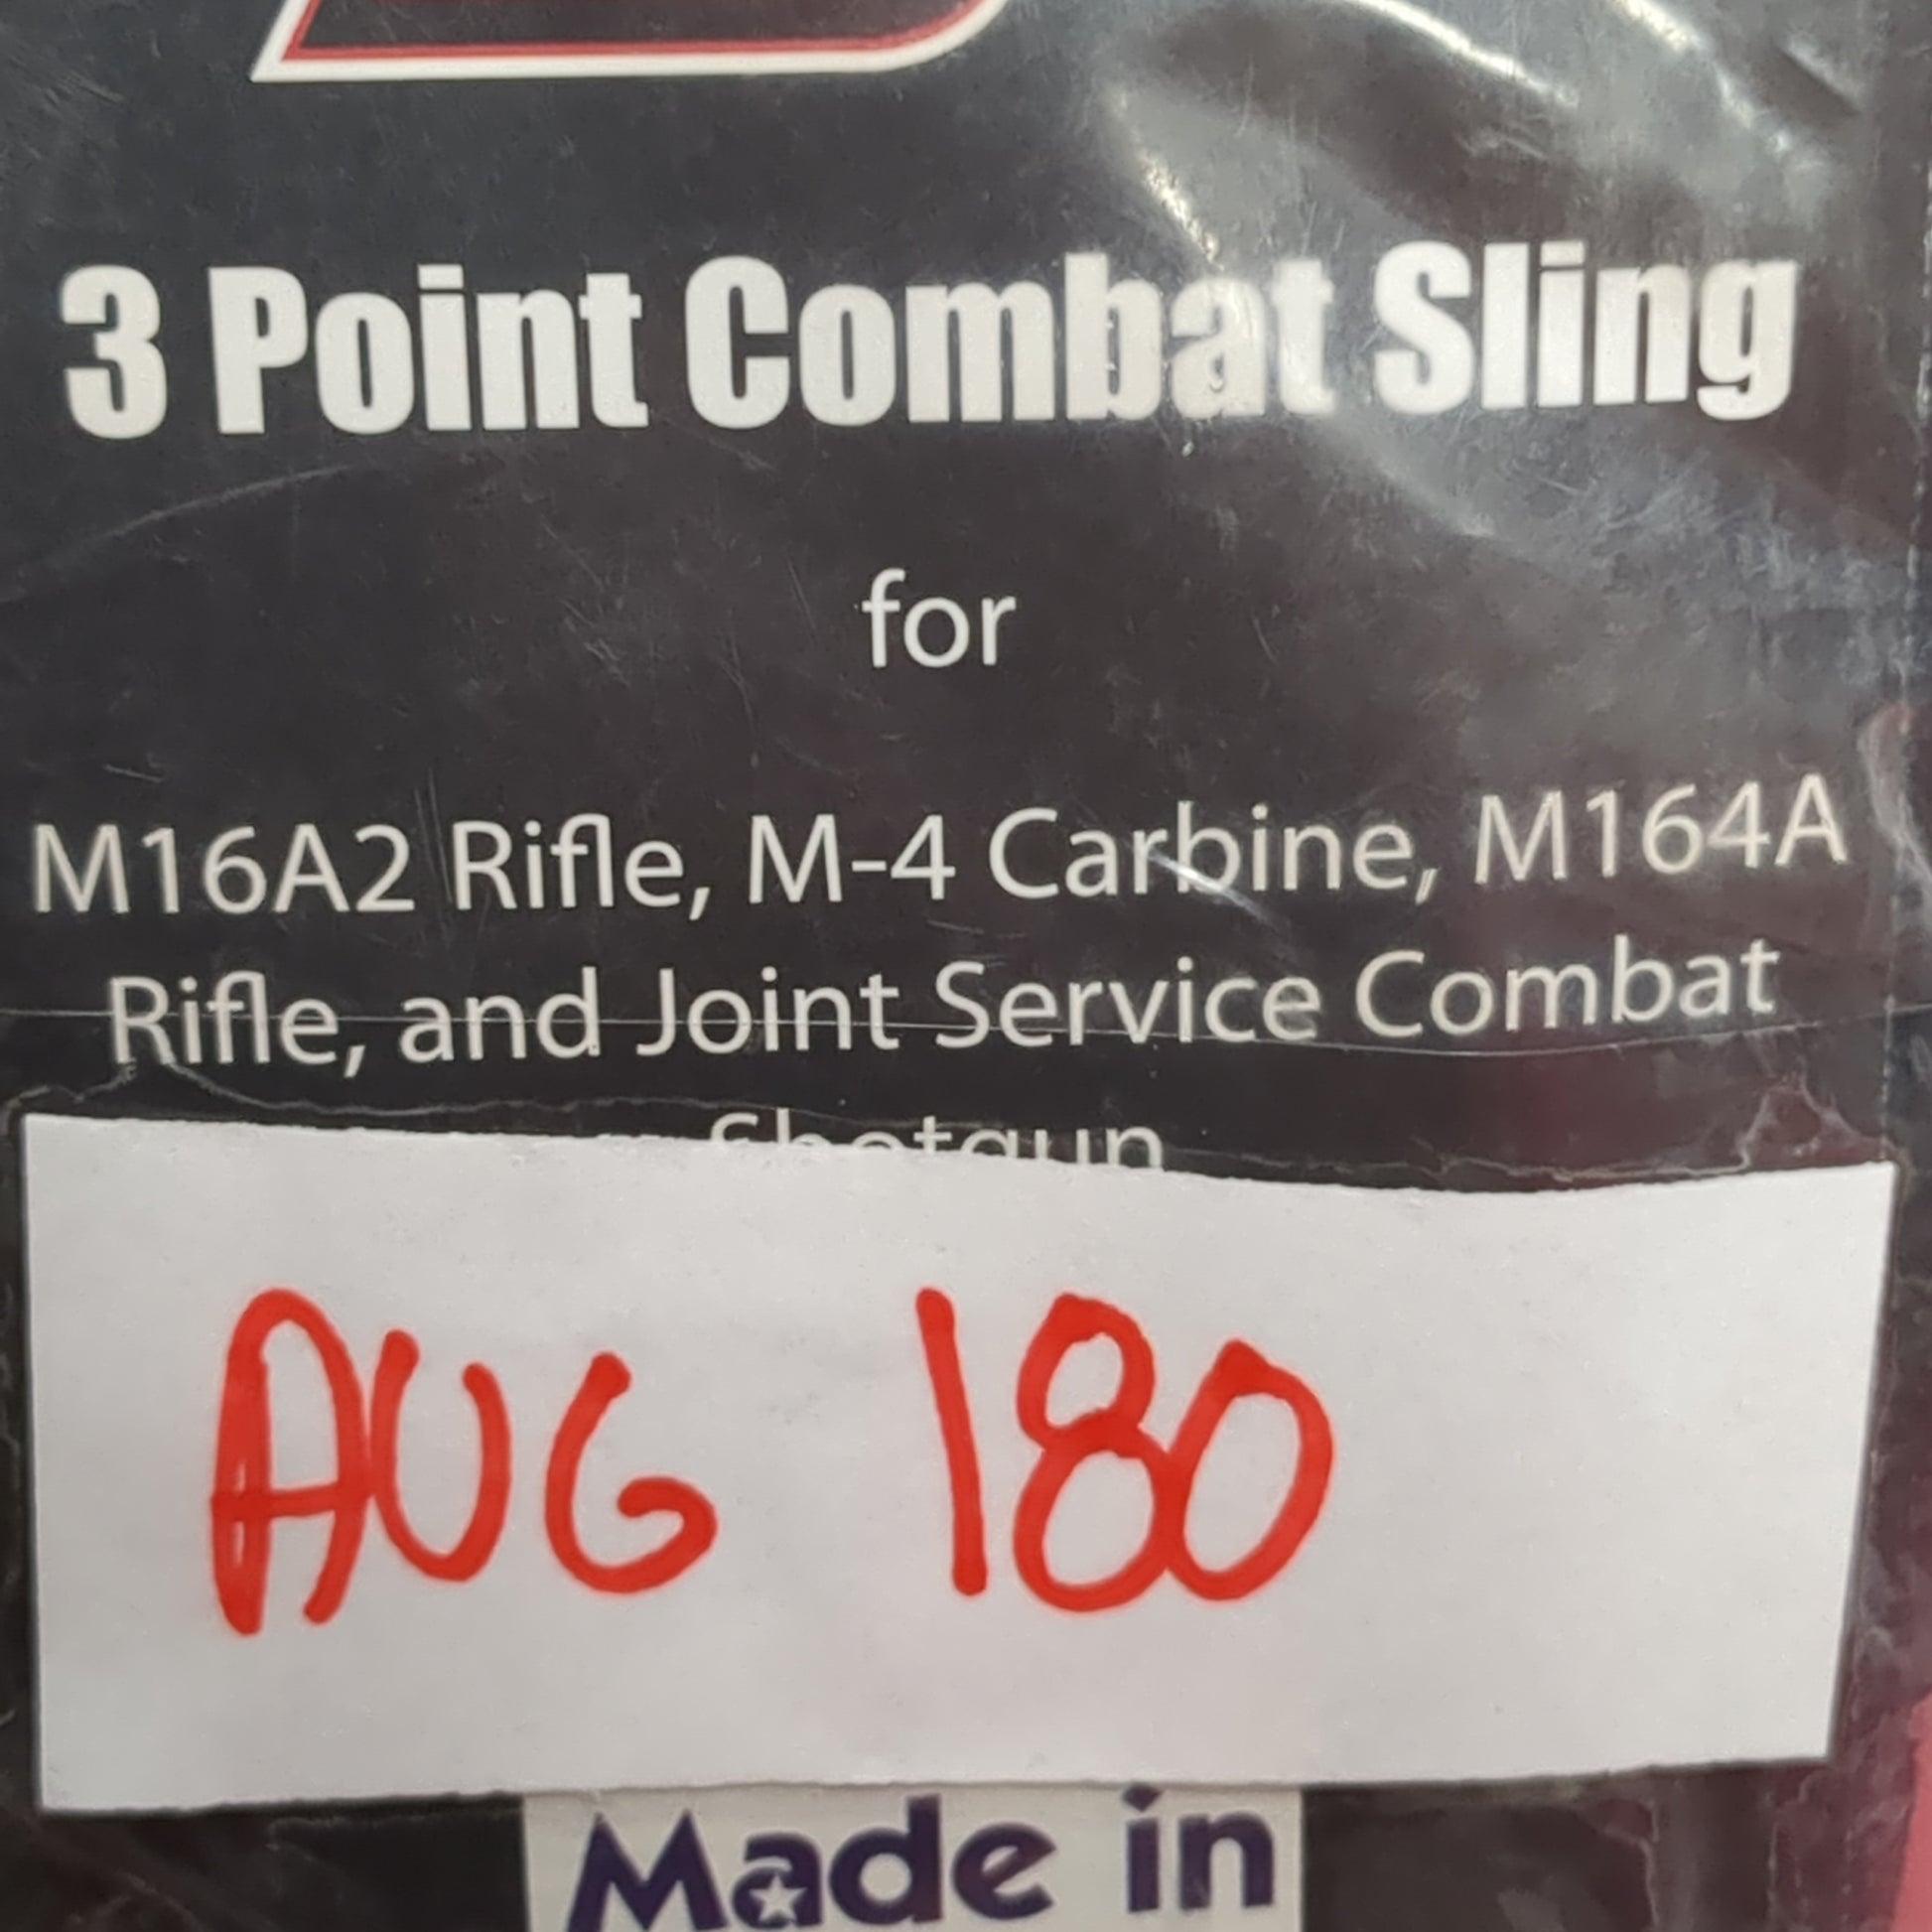 3 Point Combat Sling
for
M16A2 Rifle, M-4 Carbine, M164A
Rifle, and Joint Service Combat
Shotgun
AUG 180
Made in